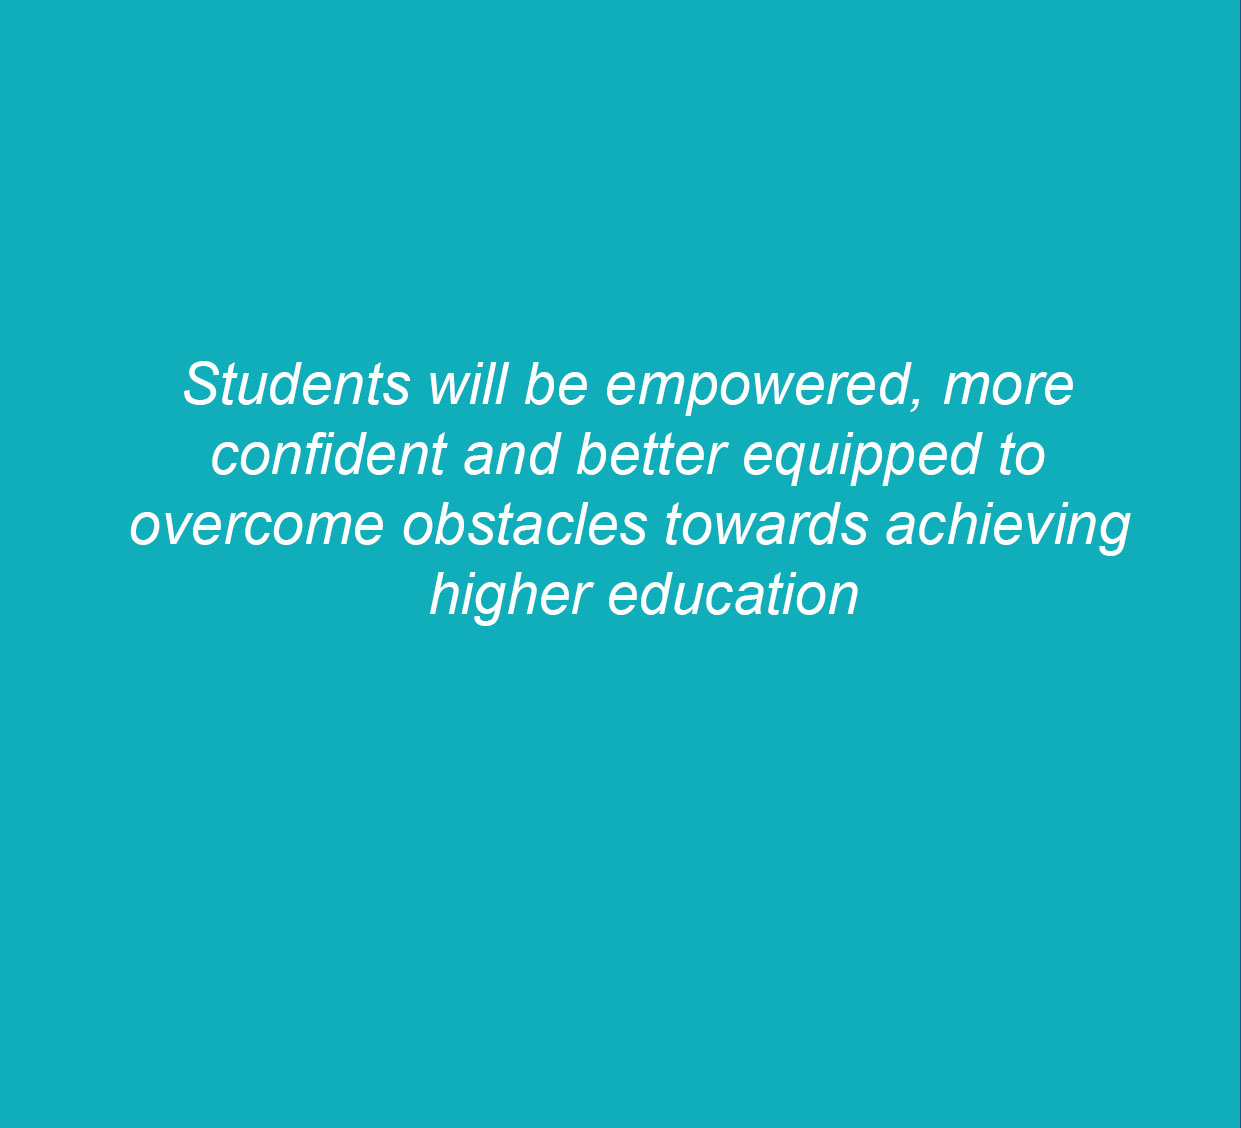 Students will be empowered, more
confident and better equipped to
overcome obstacles towards achieving
higher education